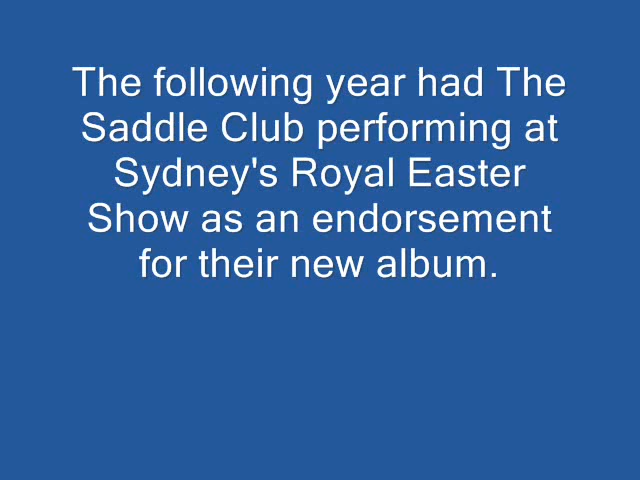 The following year had The
Saddle Club performing at
Sydney's Royal Easter
Show as an endorsement
for their new album.